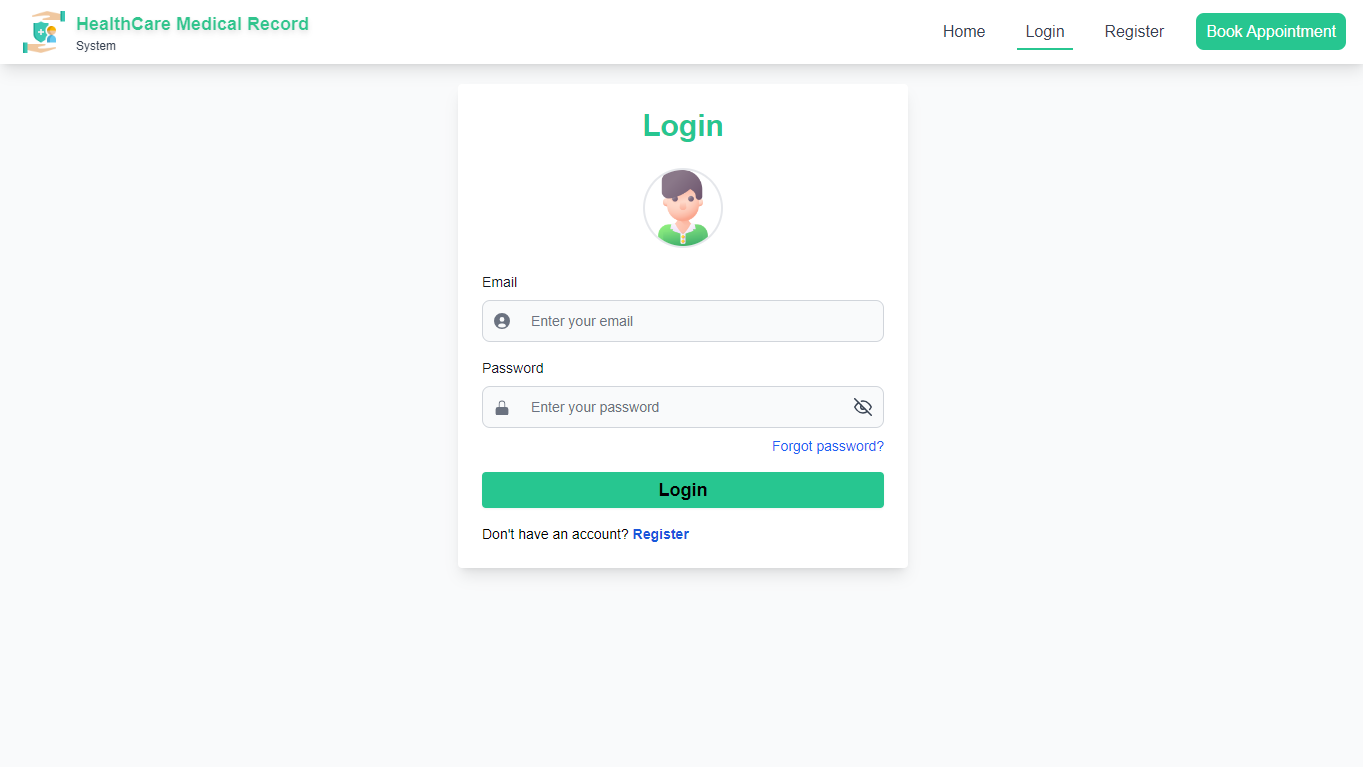 HealthCare Medical Record
System
Home
Login
Register
Book Appointment
Login
Email
Enter your email
Password
Enter your password
Forgot password?
Login
Don't have an account? Register